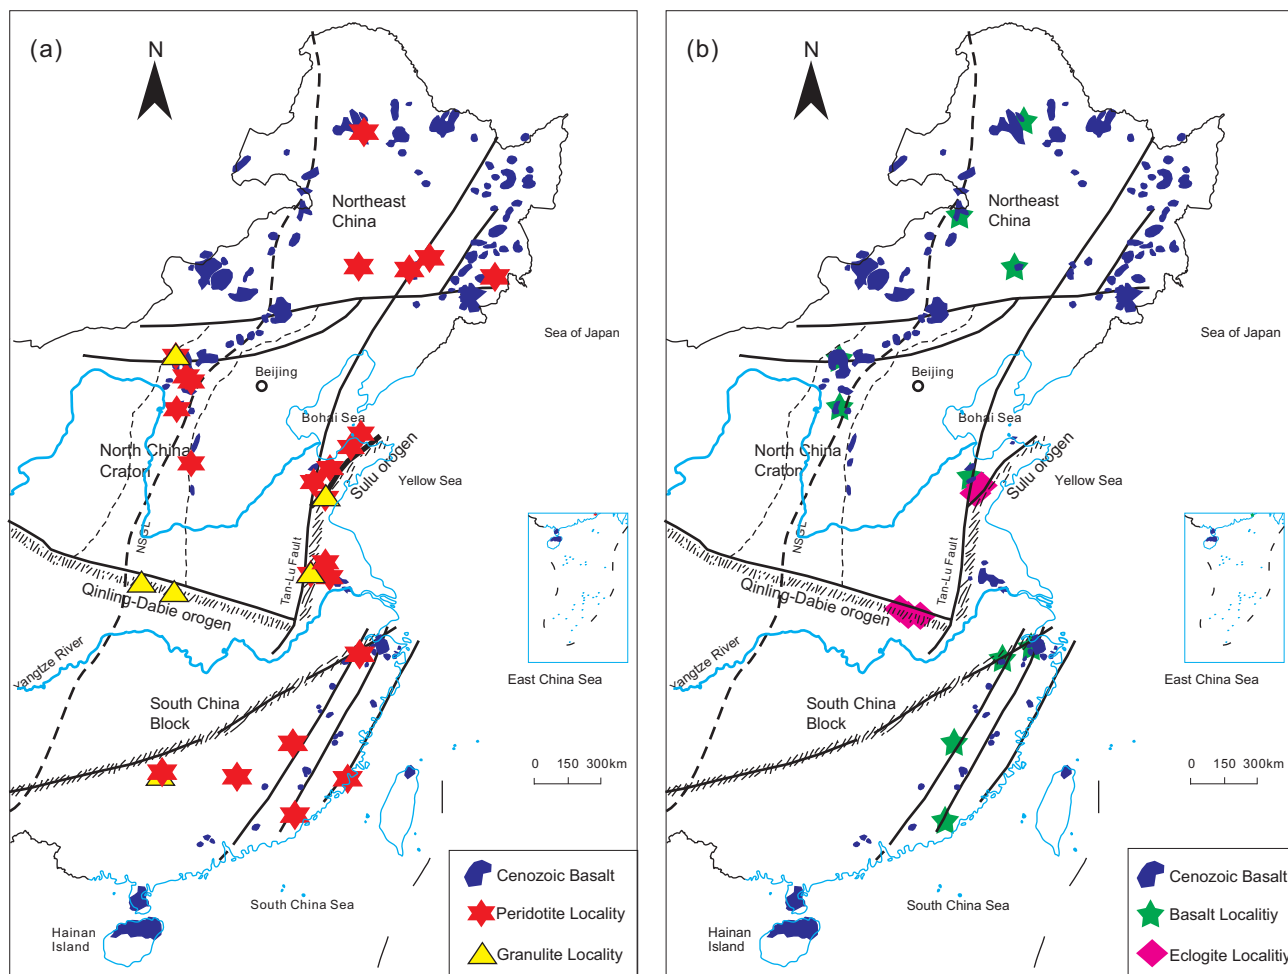 (a)
N
Northeast
China
Sea of Japan
Beijing
Bohai Sea
North China
Craton
Sulu orogen
Yellow Sea
NSGL
Tan-Lu Fault
Qinling-Dabie orogen
Yangtze River
East China Sea
South China
Block
0 150 300km
South China Sea
Hainan
Island
Cenozoic Basalt
Peridotite Locality
Granulite Locality
(b)
N
Northeast
China
Sea of Japan
Beijing
Bohai Sea
North China
Craton
Sulu orogen
Yellow Sea
NSGL
Tan-Lu Fault
Qinling-Dabie orogen
Yangtze River
East China Sea
South China
Block
0 150 300km
South China Sea
Hainan
Island
Cenozoic Basalt
Basalt Localitiy
Eclogite Locality